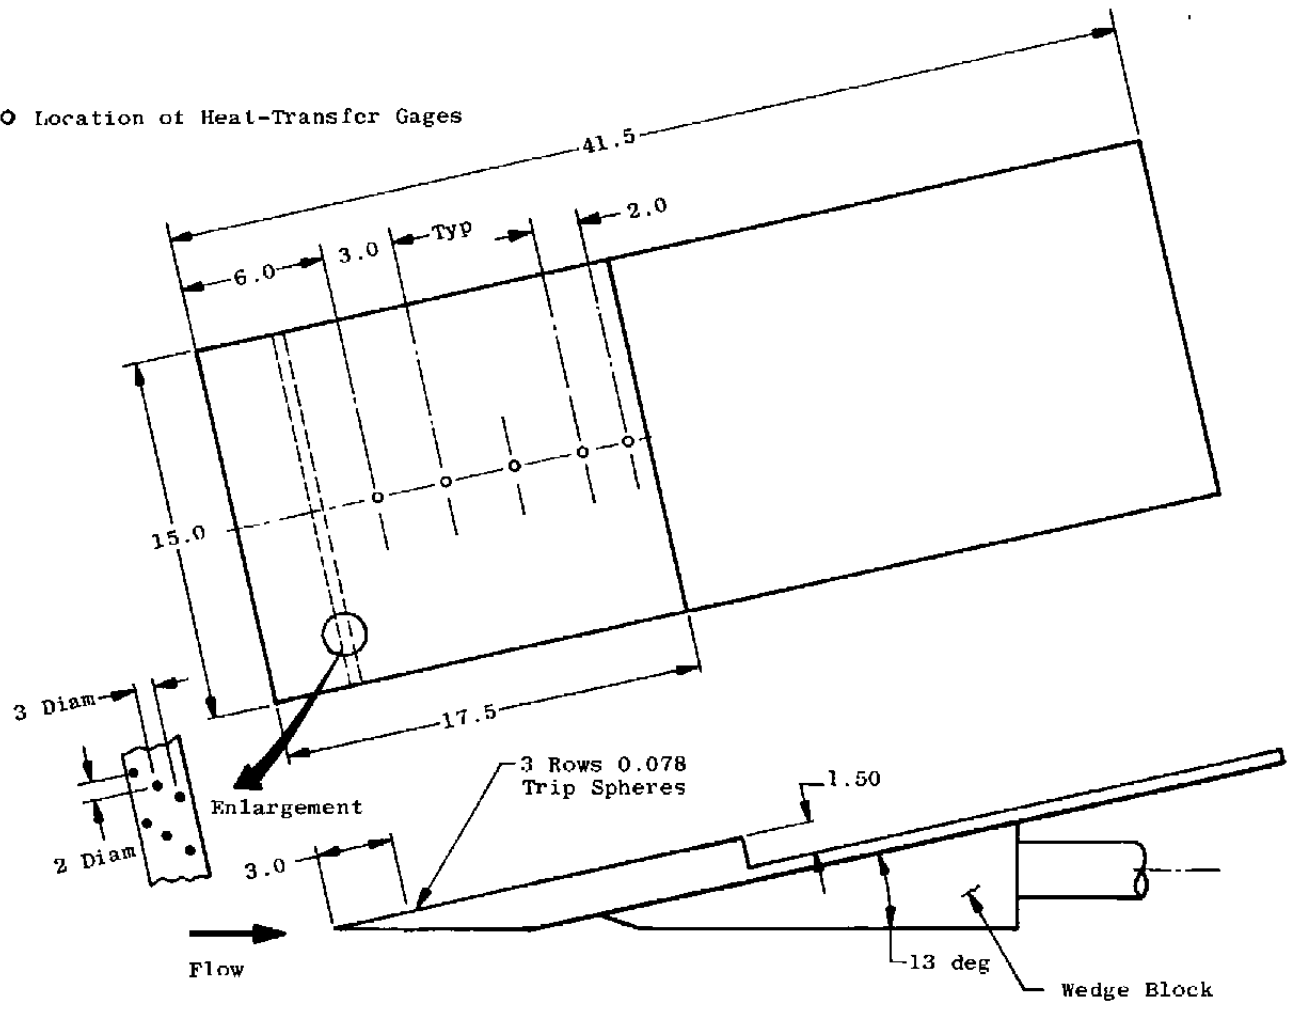 Location of Heat-Transfer Gages
41.5
Typ
2.0
3.0
6.0
15.0
17.5
3 Diam
2 Diam
Enlargement
3 Rows 0.078
Trip Spheres
1.50
3.0
Flow
13 deg
Wedge Block